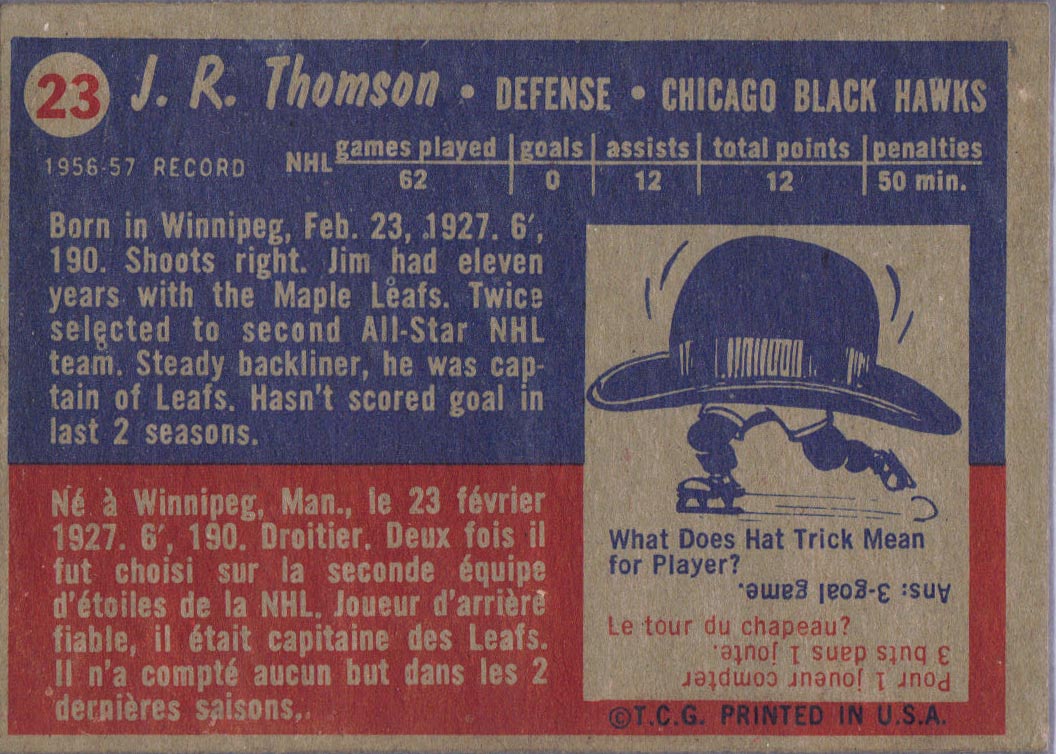 23 J. R. Thomson • DEFENSE • CHICAGO BLACK HAWKS
1956-57 RECORD NHL games played goals assists total points penalties
62 0 12 12 50 min.
Born in Winnipeg, Feb. 23, 1927. 6',
190. Shoots right. Jim had eleven
years with the Maple Leafs. Twice
selected to second All-Star NHL
team. Steady backliner, he was cap-
tain of Leafs. Hasn't scored goal in
last 2 seasons.
Né à Winnipeg, Man., le 23 février
1927. 6', 190. Droitier. Deux fois il
fut choisi sur la seconde équipe
d'étoiles de la NHL. Joueur d'arrière
fiable, il était capitaine des Leafs.
Il n'a compté aucun but dans les 2
dernières saisons,.
What Does Hat Trick Mean
for Player?
Ans: 3-goal game.
Le tour du chapeau?
Pour 1 joueur compter
3 buts dans 1 joute.
©T.C.G. PRINTED IN U.S.A.